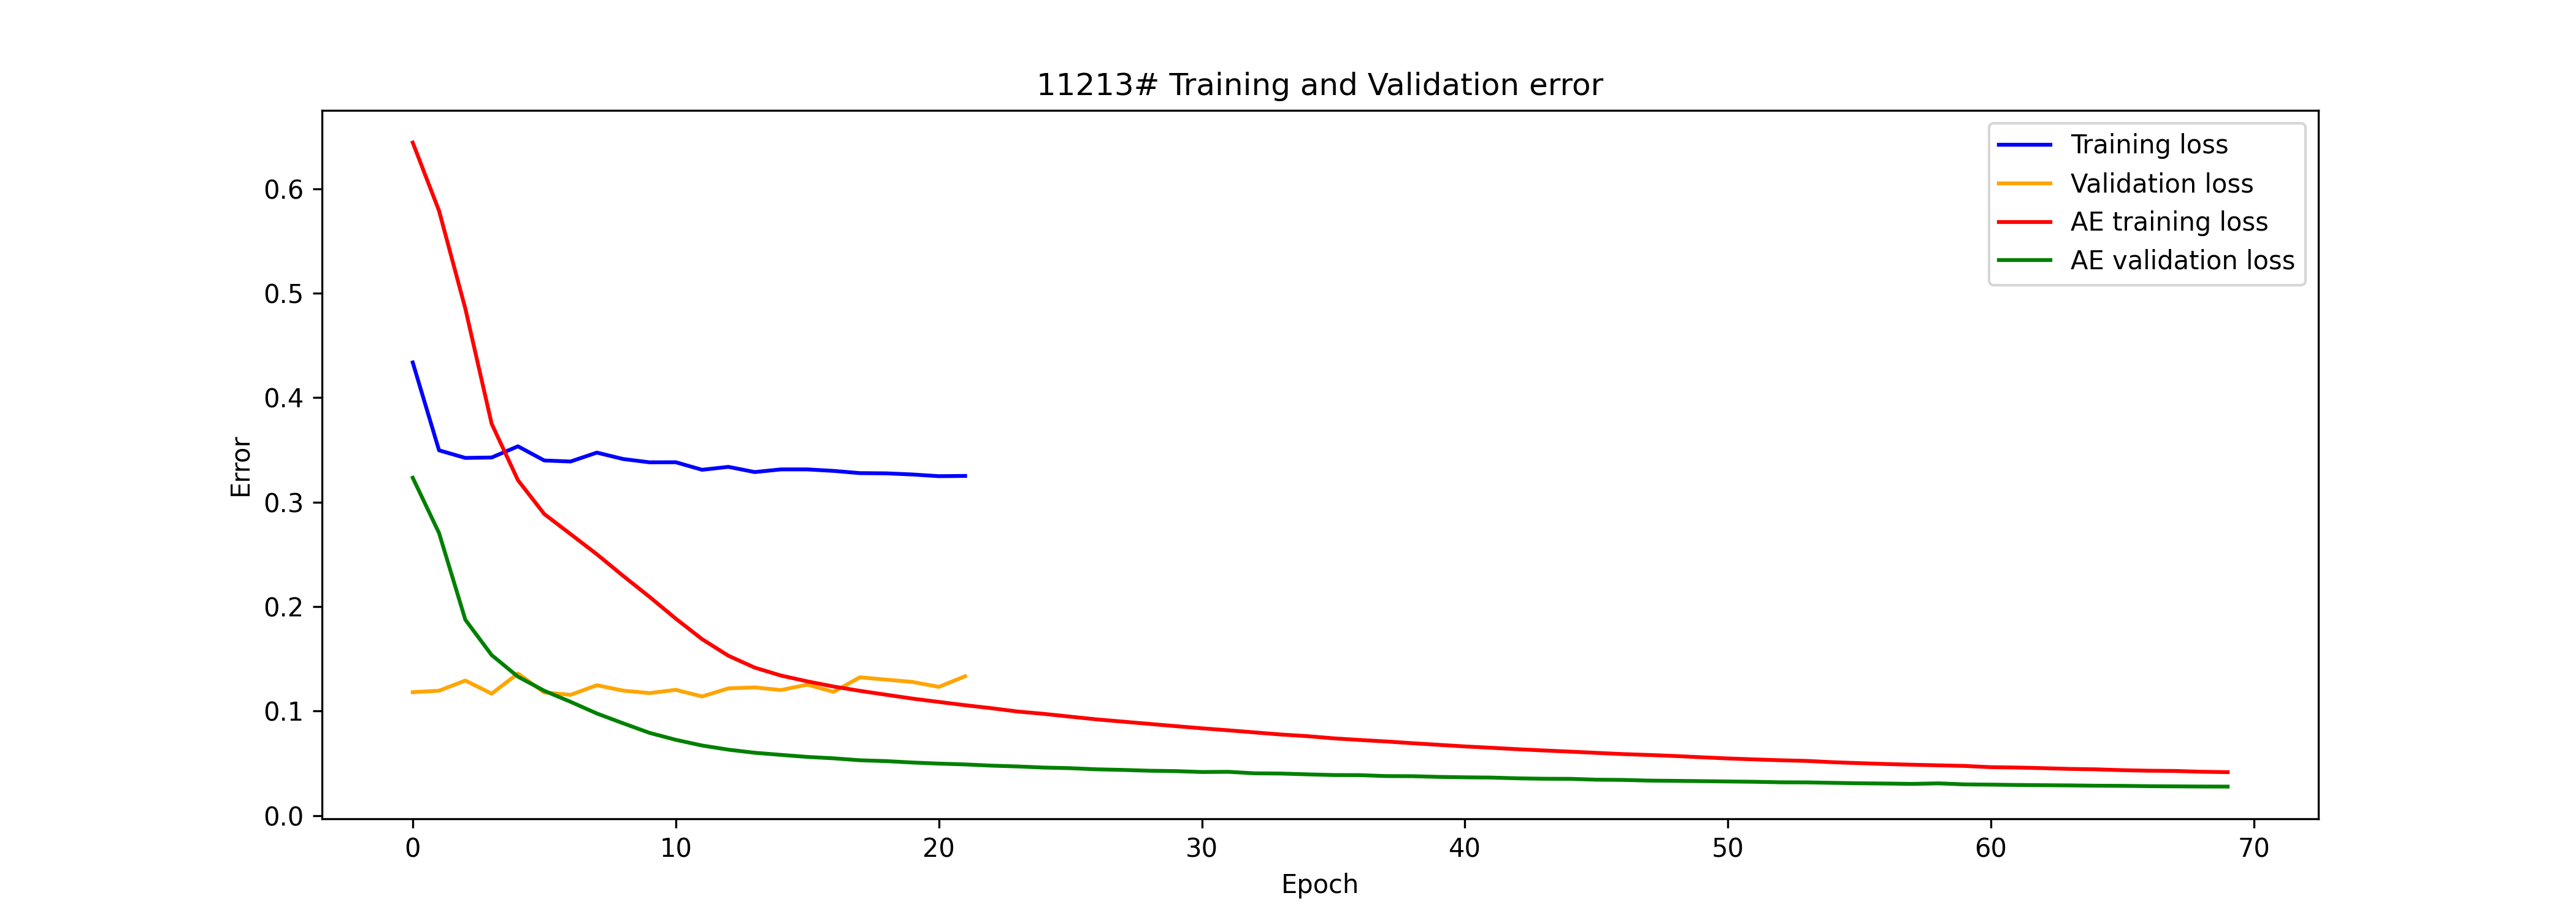 11213# Training and Validation error
Training loss
Validation loss
AE training loss
AE validation loss
Error
0.6
0.5
0.4
0.3
0.2
0.1
0.0
0 10 20 30 40 50 60 70
Epoch